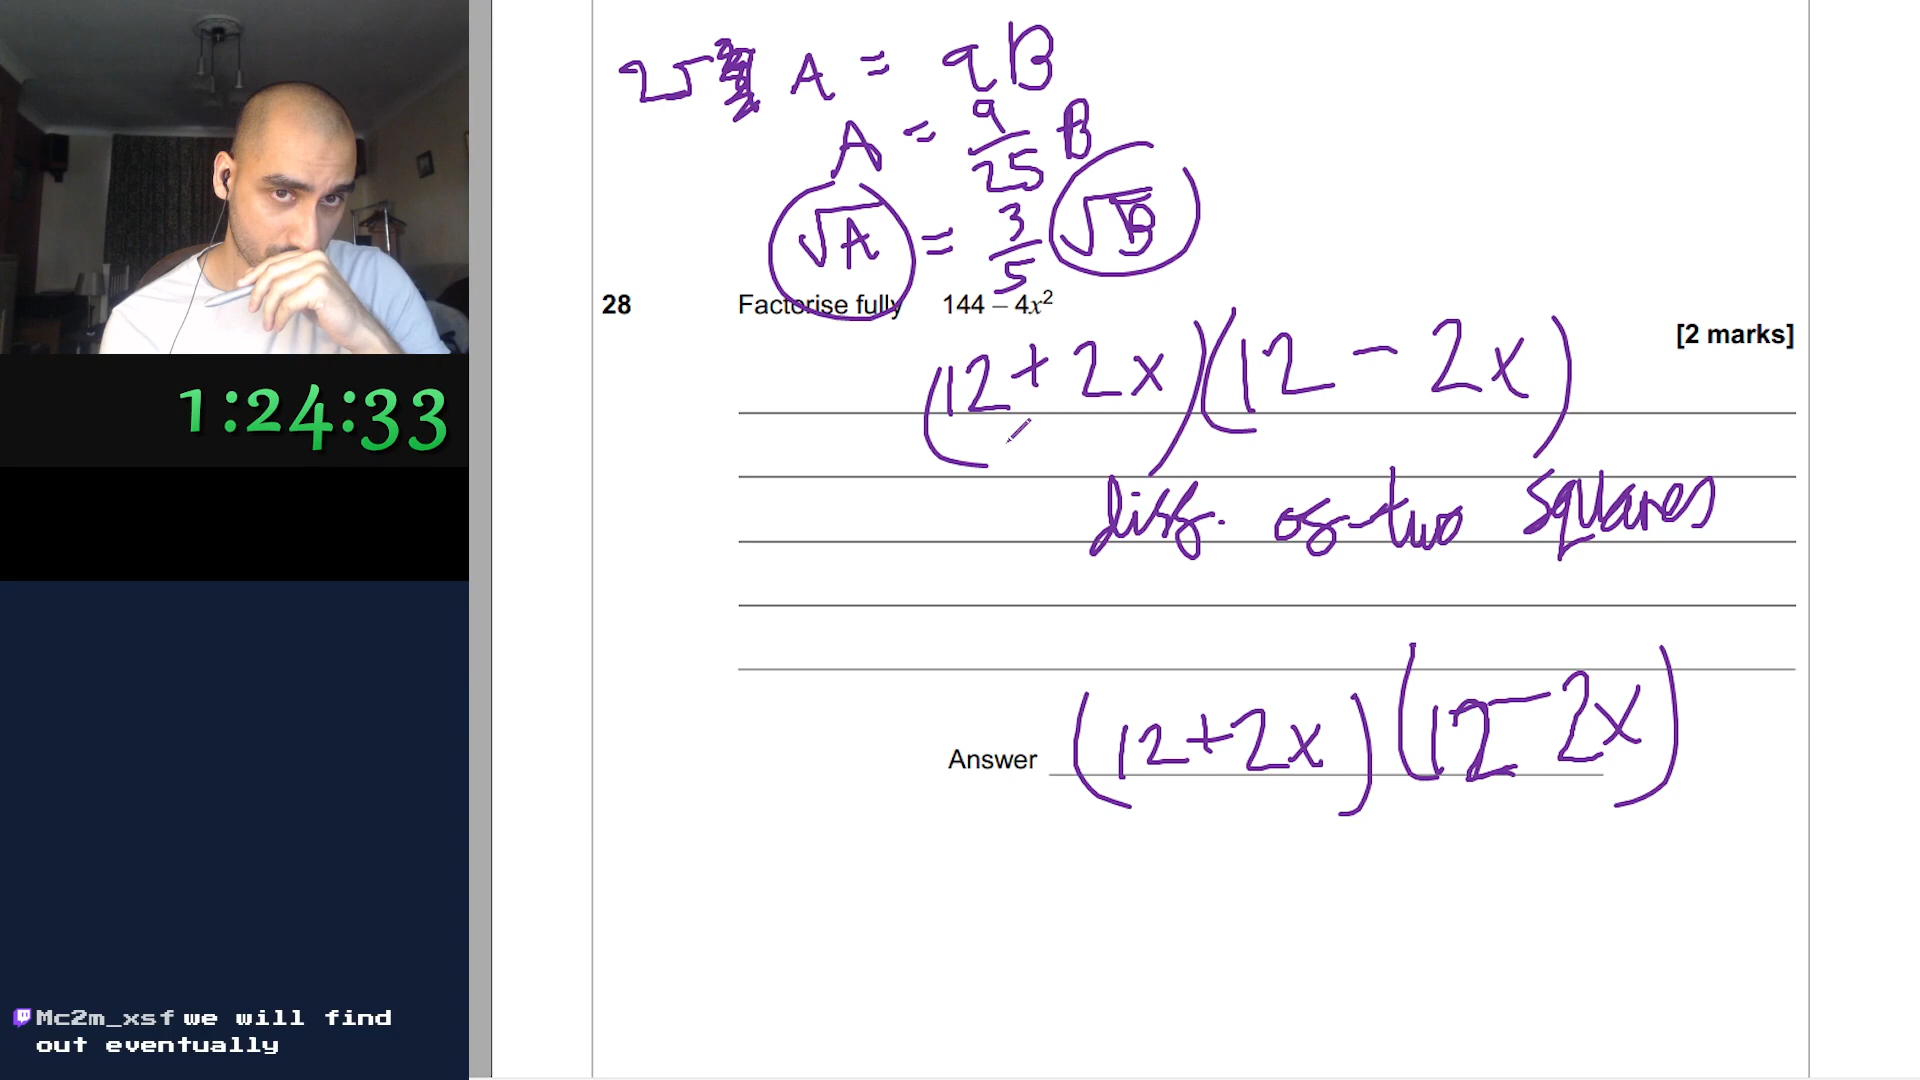 25 A = 9B
A = 9/25 B
√A = 3/5 √B
28 Factorise fully 144 – 4x²
[2 marks]
(12 + 2x)(12 - 2x)
diff. of two squares
Answer (12 + 2x)(12 - 2x)
1:24:33
Mc2m_xsf we will find
out eventually